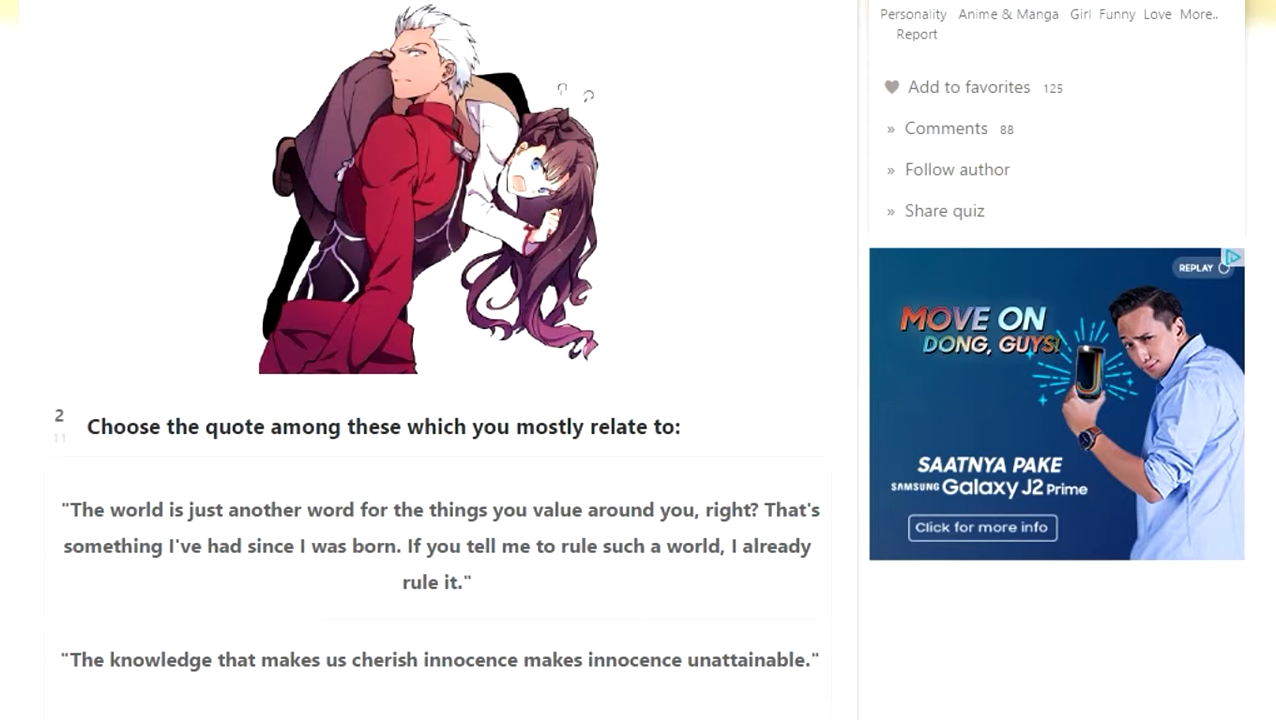 Personality Anime & Manga Girl Funny Love More..
Report
Add to favorites 125
» Comments 88
» Follow author
» Share quiz
REPLAY
MOVE ON
DONG, GUYS!
SAATNYA PAKE
SAMSUNG Galaxy J2 Prime
Click for more info
2
11
Choose the quote among these which you mostly relate to:
"The world is just another word for the things you value around you, right? That's
something I've had since I was born. If you tell me to rule such a world, I already
rule it."
"The knowledge that makes us cherish innocence makes innocence unattainable."